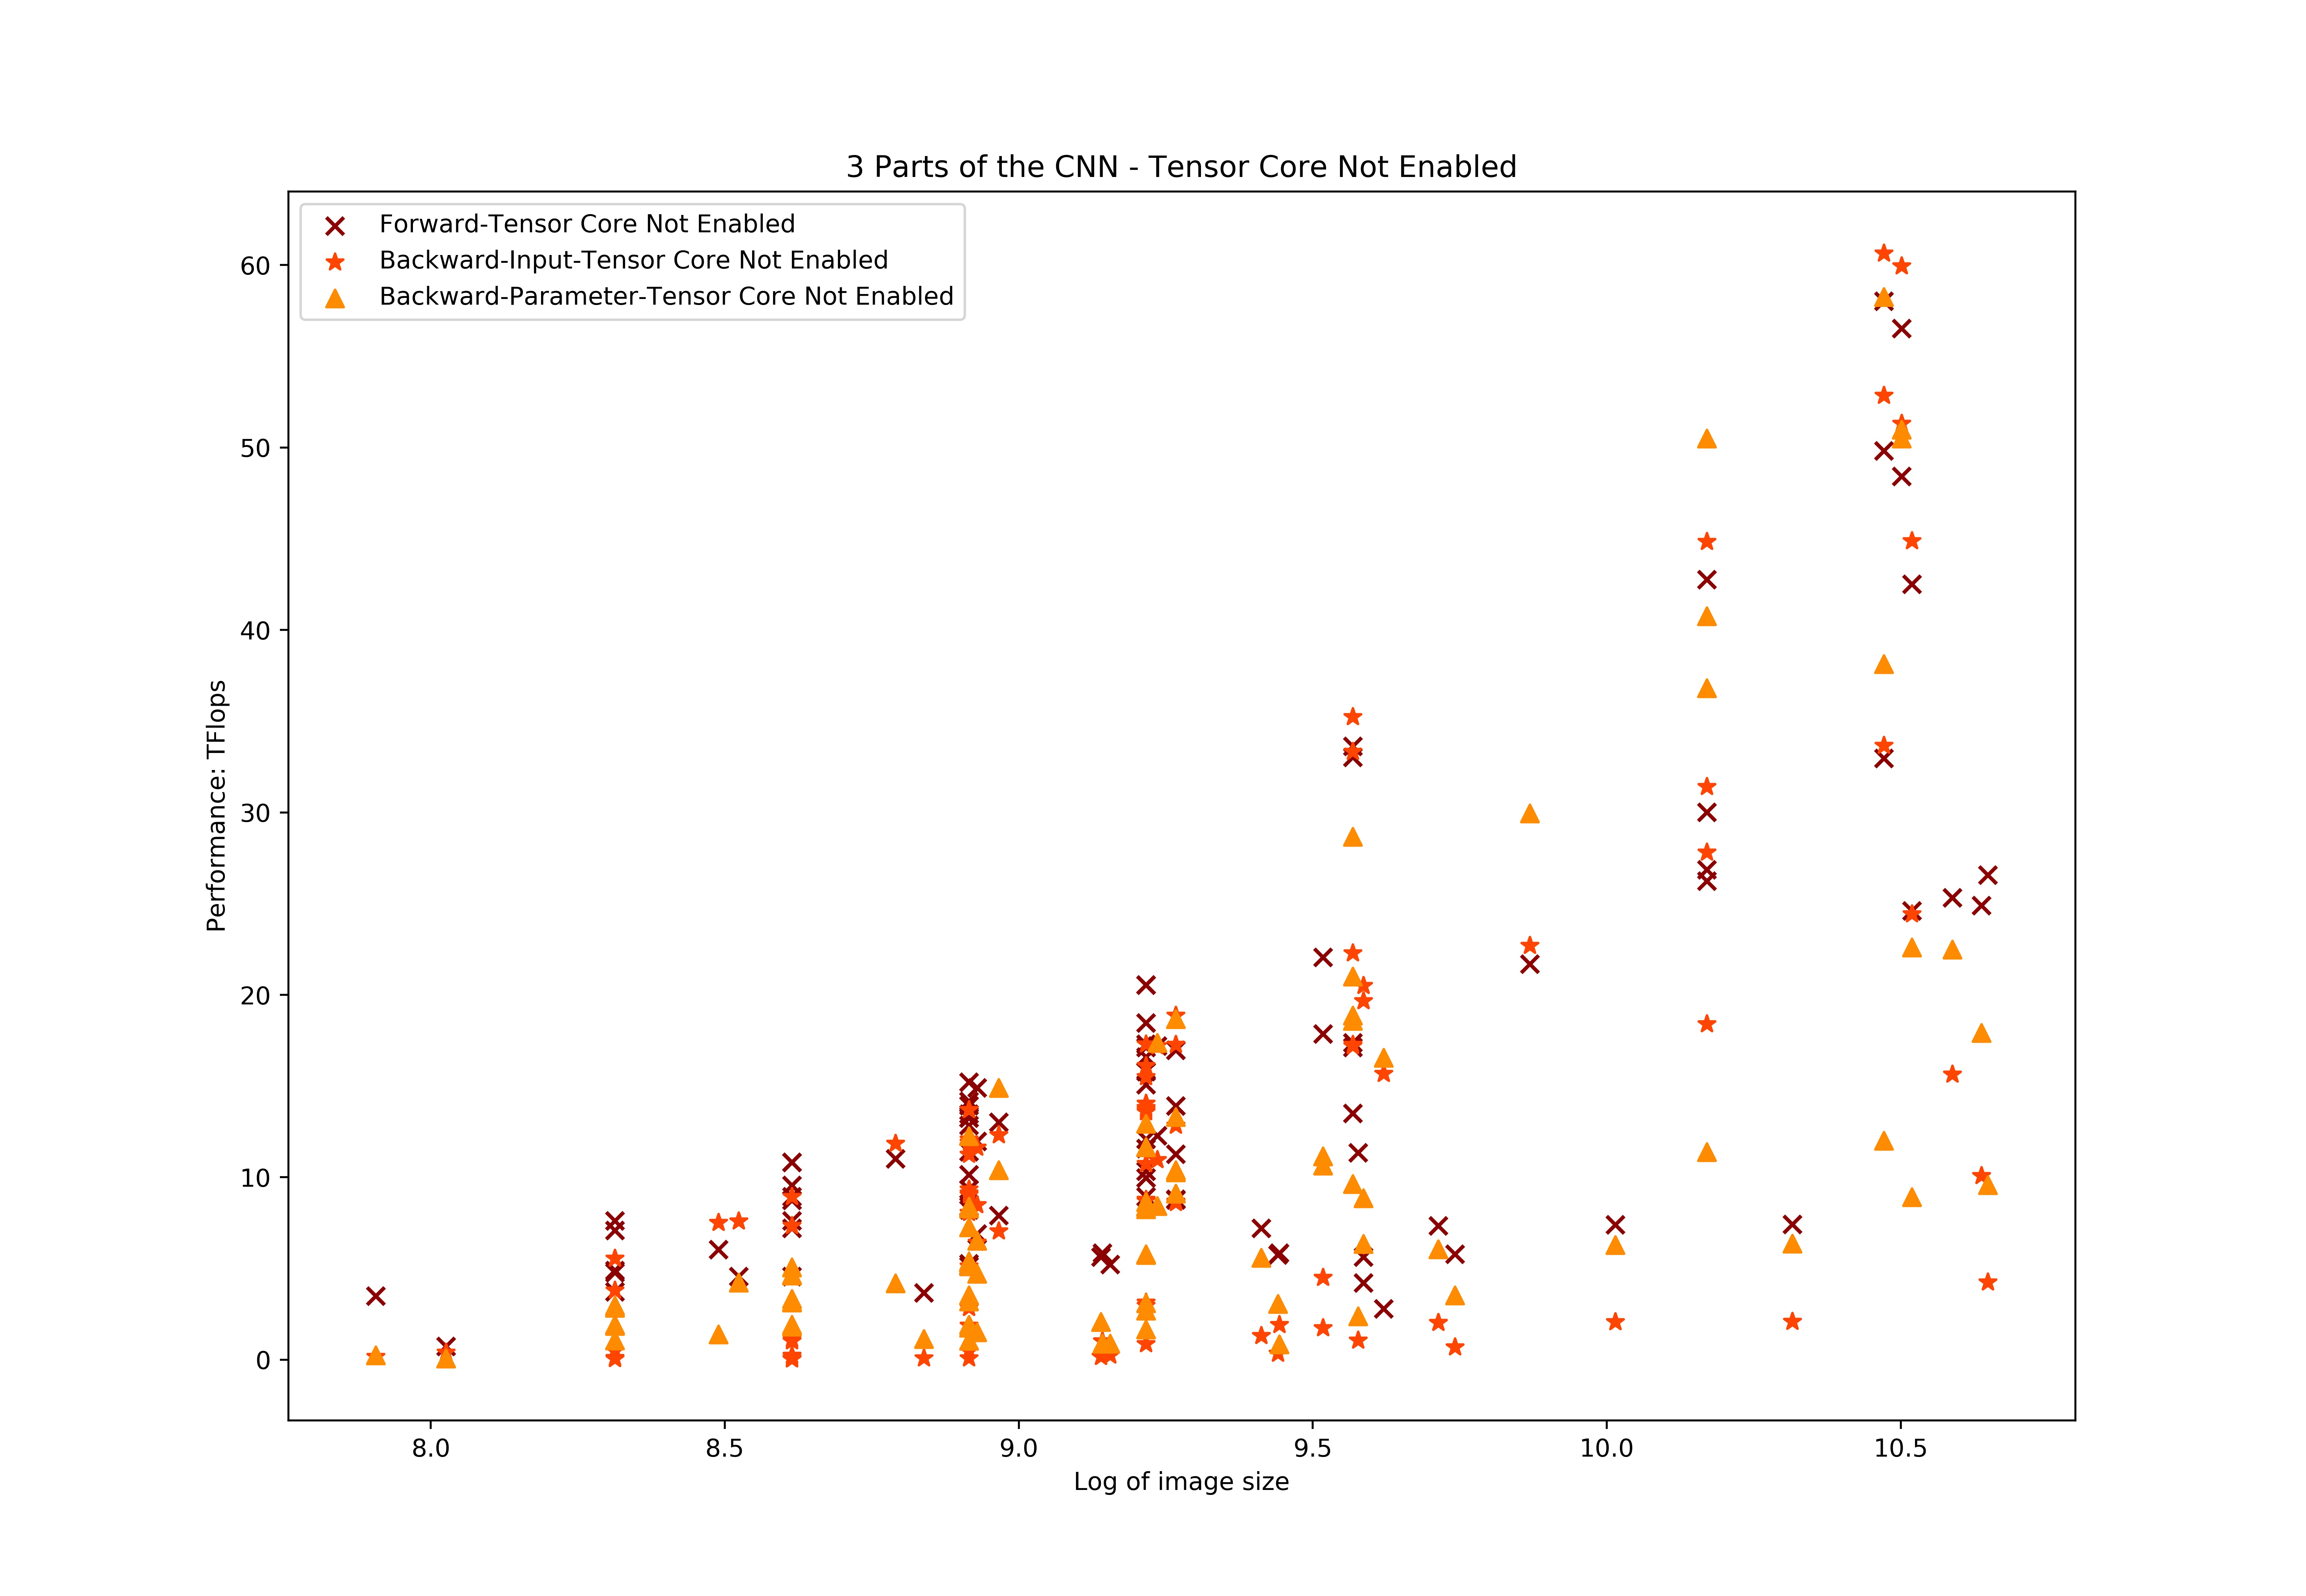 3 Parts of the CNN - Tensor Core Not Enabled
Forward-Tensor Core Not Enabled
Backward-Input-Tensor Core Not Enabled
Backward-Parameter-Tensor Core Not Enabled
60
50
40
30
20
10
0
Performance: TFlops
8.0 8.5 9.0 9.5 10.0 10.5
Log of image size